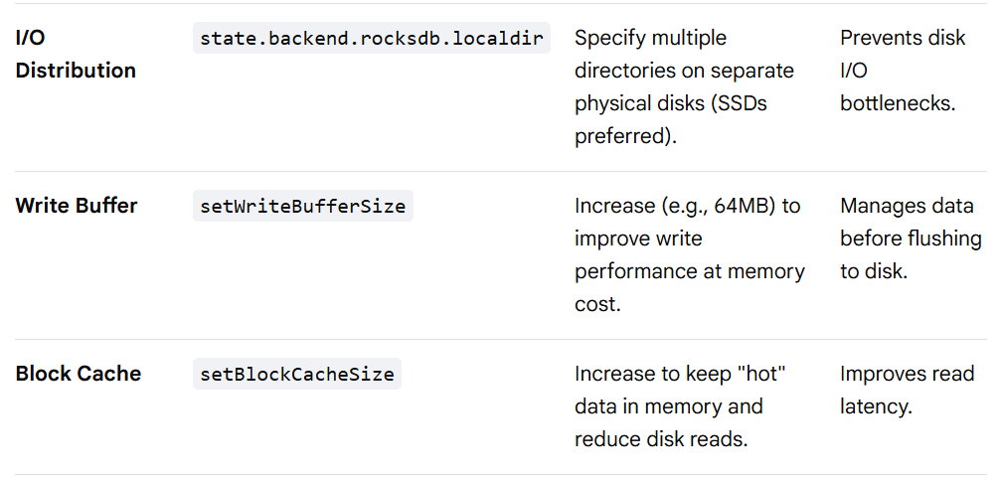 I/O
Distribution
state.backend.rocksdb.localdir
Specify multiple
directories on separate
physical disks (SSDs
preferred).
Prevents disk
I/O
bottlenecks.
Write Buffer
setWriteBufferSize
Increase (e.g., 64MB) to
improve write
performance at memory
cost.
Manages data
before flushing
to disk.
Block Cache
setBlockCacheSize
Increase to keep "hot"
data in memory and
reduce disk reads.
Improves read
latency.